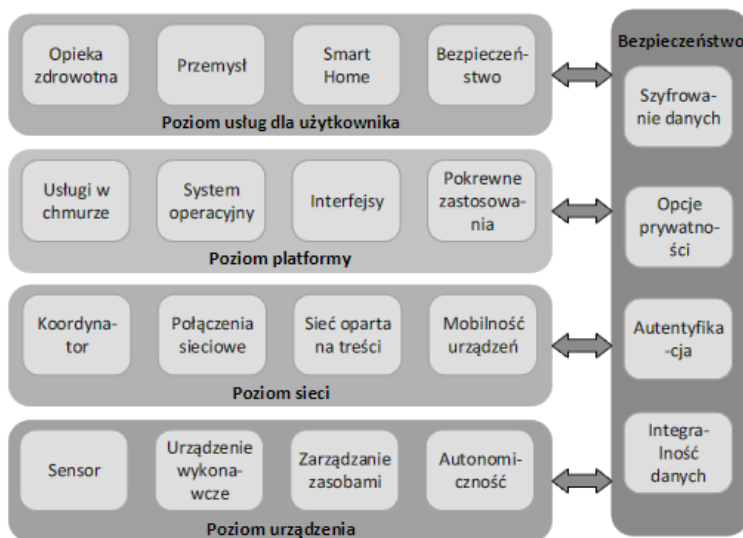 Opieka
zdrowotna
Przemysł
Smart
Home
Bezpieczeń-
stwo
Poziom usług dla użytkownika
Usługi w
chmurze
System
operacyjny
Interfejsy
Pokrewne
zastosowa-
nia
Poziom platformy
Koordyna-
tor
Połączenia
sieciowe
Sieć oparta
na treści
Mobilność
urządzeń
Poziom sieci
Sensor
Urządzenie
wykona-
wcze
Zarządzanie
zasobami
Autonomi-
czność
Poziom urządzenia
Bezpieczeństwo
Szyfrowa-
nie danych
Opcje
prywatno-
ści
Autentyfika
-cja
Integra-
lność
danych